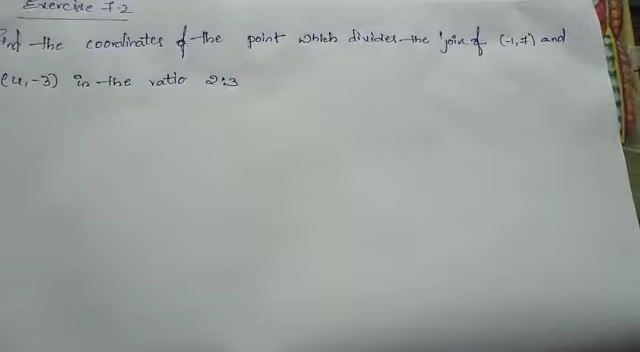 Exercise 7.2
Find the coordinates of the point which divides the join of (-1,7) and
(4,-3) in the ratio 2:3